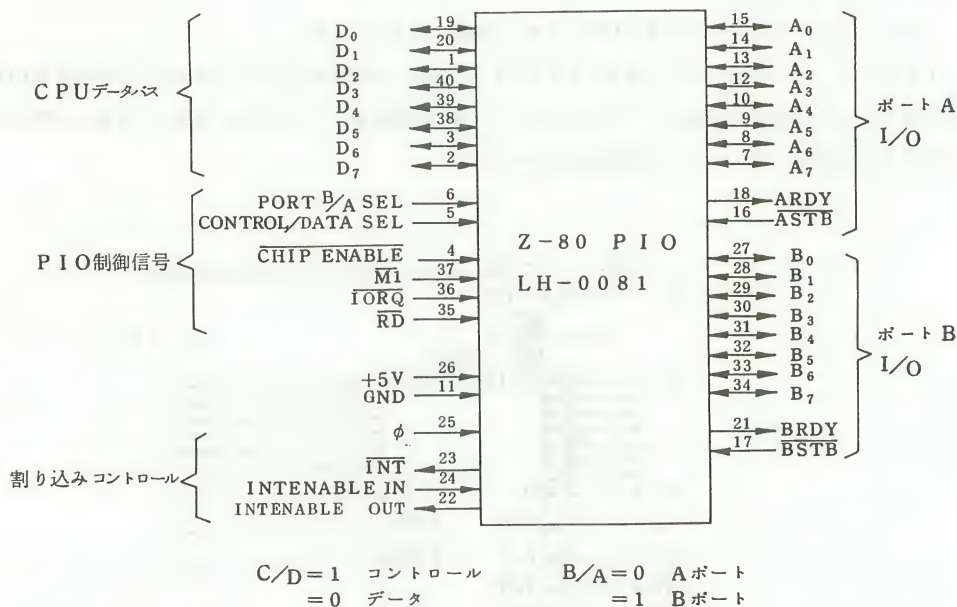 CPUデータバス
D0 19
D1 20
D2 1
D3 40
D4 39
D5 38
D6 3
D7 2
PIO制御信号
PORT B/A SEL 6
CONTROL/DATA SEL 5
CHIP ENABLE 4
M1 37
IORQ 36
RD 35
+5V 26
GND 11
割り込みコントロール
φ 25
INT 23
INTENABLE IN 24
INTENABLE OUT 22
Z-80 PIO
LH-0081
15 A0
14 A1
13 A2
12 A3
10 A4
9 A5
8 A6
7 A7
18 ARDY
16 ASTB
ポートA
I/O
27 B0
28 B1
29 B2
30 B3
31 B4
32 B5
33 B6
34 B7
21 BRDY
17 BSTB
ポートB
I/O
C/D=1 コントロール
=0 データ
B/A=0 Aポート
=1 Bポート